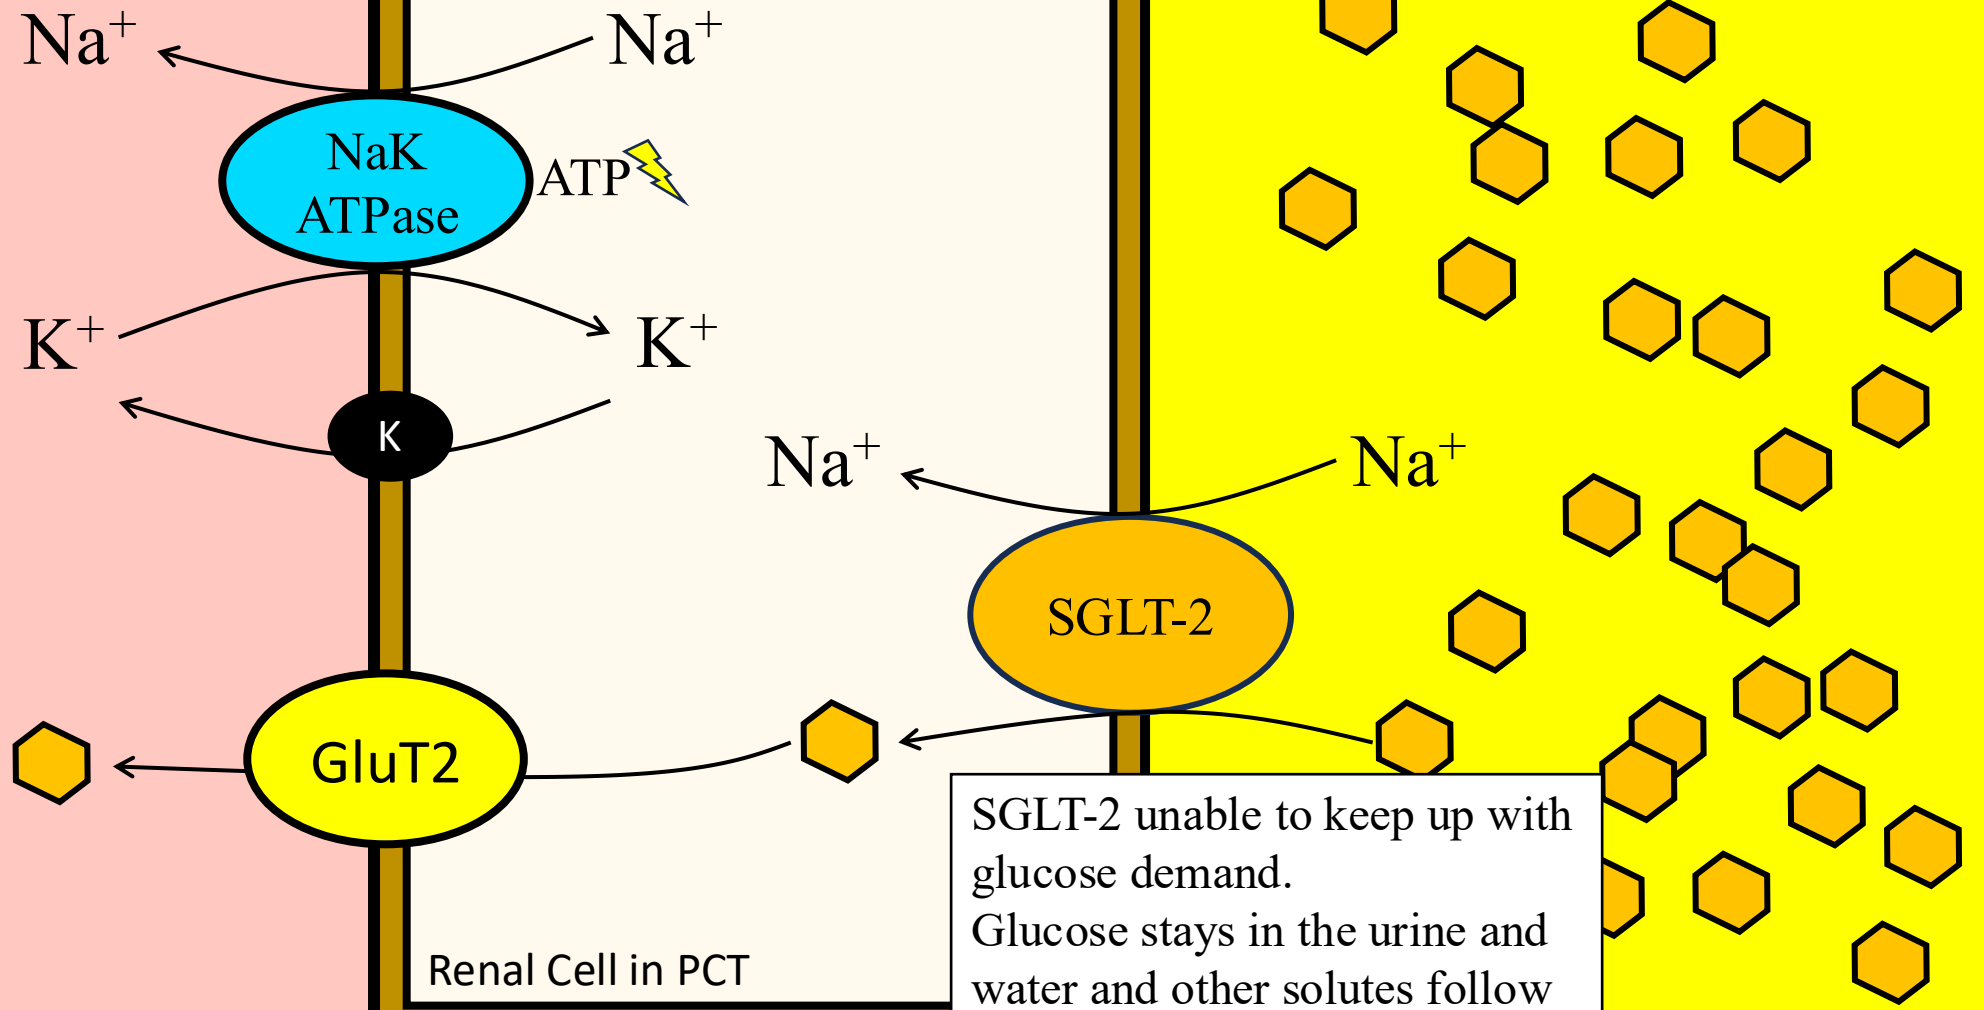 Na⁺
Na⁺
NaK
ATPase
ATP
K⁺
K⁺
K
Na⁺
Na⁺
SGLT-2
GluT2
SGLT-2 unable to keep up with
glucose demand.
Glucose stays in the urine and
water and other solutes follow
Renal Cell in PCT